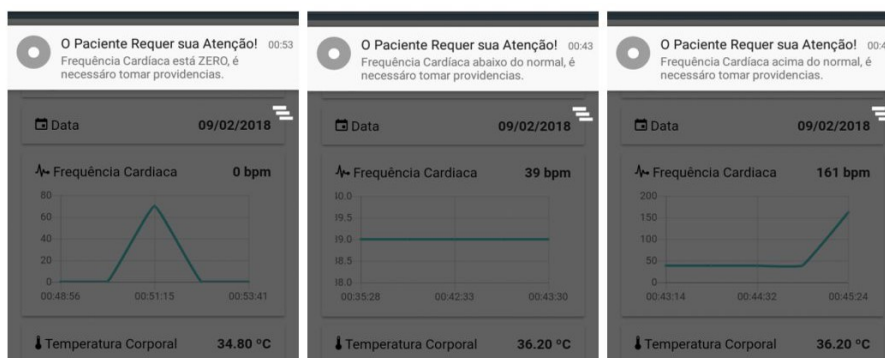 O Paciente Requer sua Atenção! 00:53
Frequência Cardíaca está ZERO, é
necessáro tomar providencias.
Data 09/02/2018
Frequência Cardiaca 0 bpm
80
60
40
20
0
00:48:56 00:51:15 00:53:41
Temperatura Corporal 34.80 ºC
O Paciente Requer sua Atenção! 00:43
Frequência Cardíaca abaixo do normal, é
necessáro tomar providencias.
Data 09/02/2018
Frequência Cardiaca 39 bpm
00:35:28 00:42:33 00:43:30
Temperatura Corporal 36.20 ºC
O Paciente Requer sua Atenção!
Frequência Cardíaca acima do normal, é
necessáro tomar providencias.
Data 09/02/2018
Frequência Cardiaca 161 bpm
200
150
100
50
0
00:43:14 00:44:32 00:45:24
Temperatura Corporal 36.20 ºC